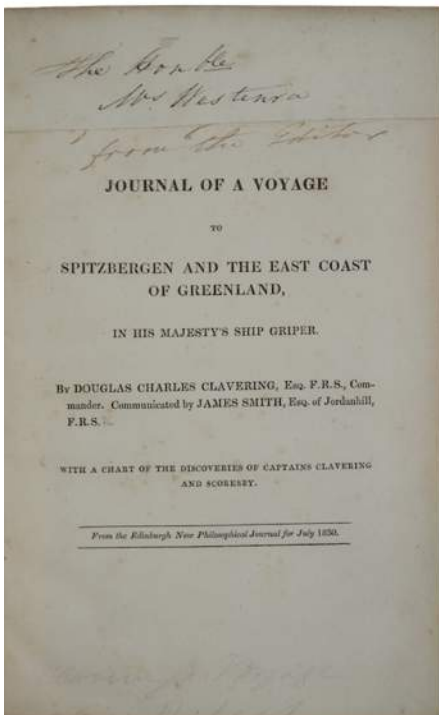 The Honble
Mrs. Westenra
from the Editor
JOURNAL OF A VOYAGE
TO
SPITZBERGEN AND THE EAST COAST
OF GREENLAND,
IN HIS MAJESTY'S SHIP GRIPER.
By DOUGLAS CHARLES CLAVERING, Esq. F.R.S., Com-
mander. Communicated by JAMES SMITH, Esq. of Jordanhill,
F.R.S.
WITH A CHART OF THE DISCOVERIES OF CAPTAINS CLAVERING
AND SCORESBY.
From the Edinburgh New Philosophical Journal for July 1830.
Voyage